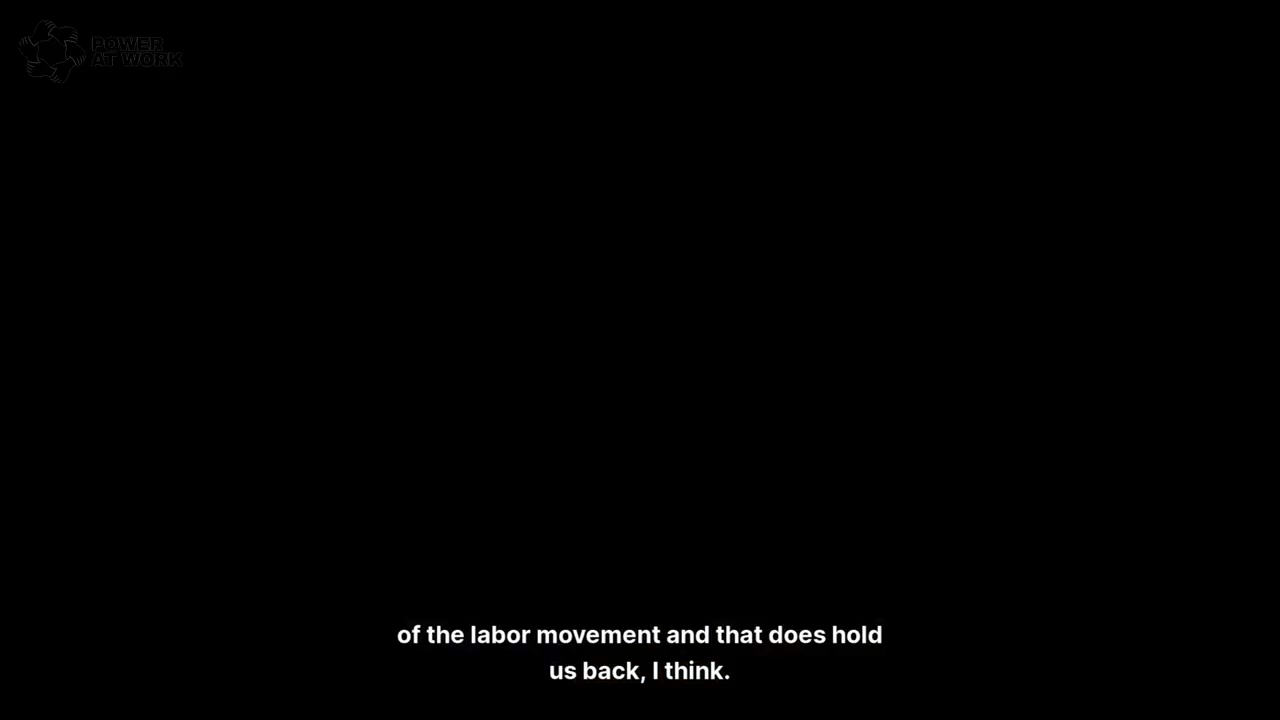 POWER
AT WORK
of the labor movement and that does hold
us back, I think.